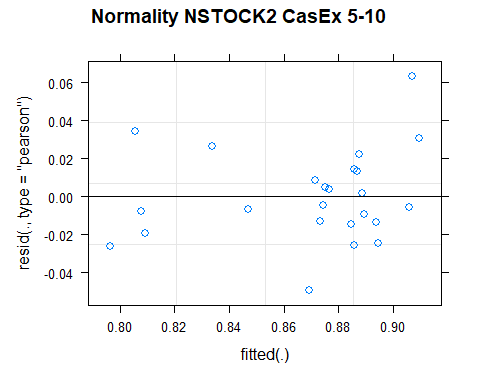 Normality NSTOCK2 CasEx 5-10
resid(., type = "pearson")
0.06
0.04
0.02
0.00
-0.02
-0.04
0.80 0.82 0.84 0.86 0.88 0.90
fitted(.)